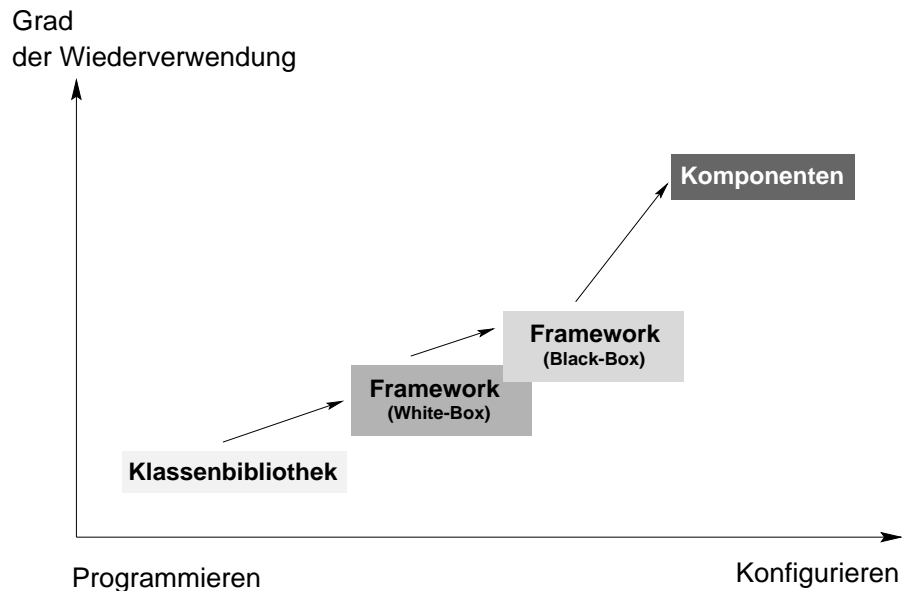 Grad
der Wiederverwendung
Komponenten
Framework
(Black-Box)
Framework
(White-Box)
Klassenbibliothek
Programmieren
Konfigurieren